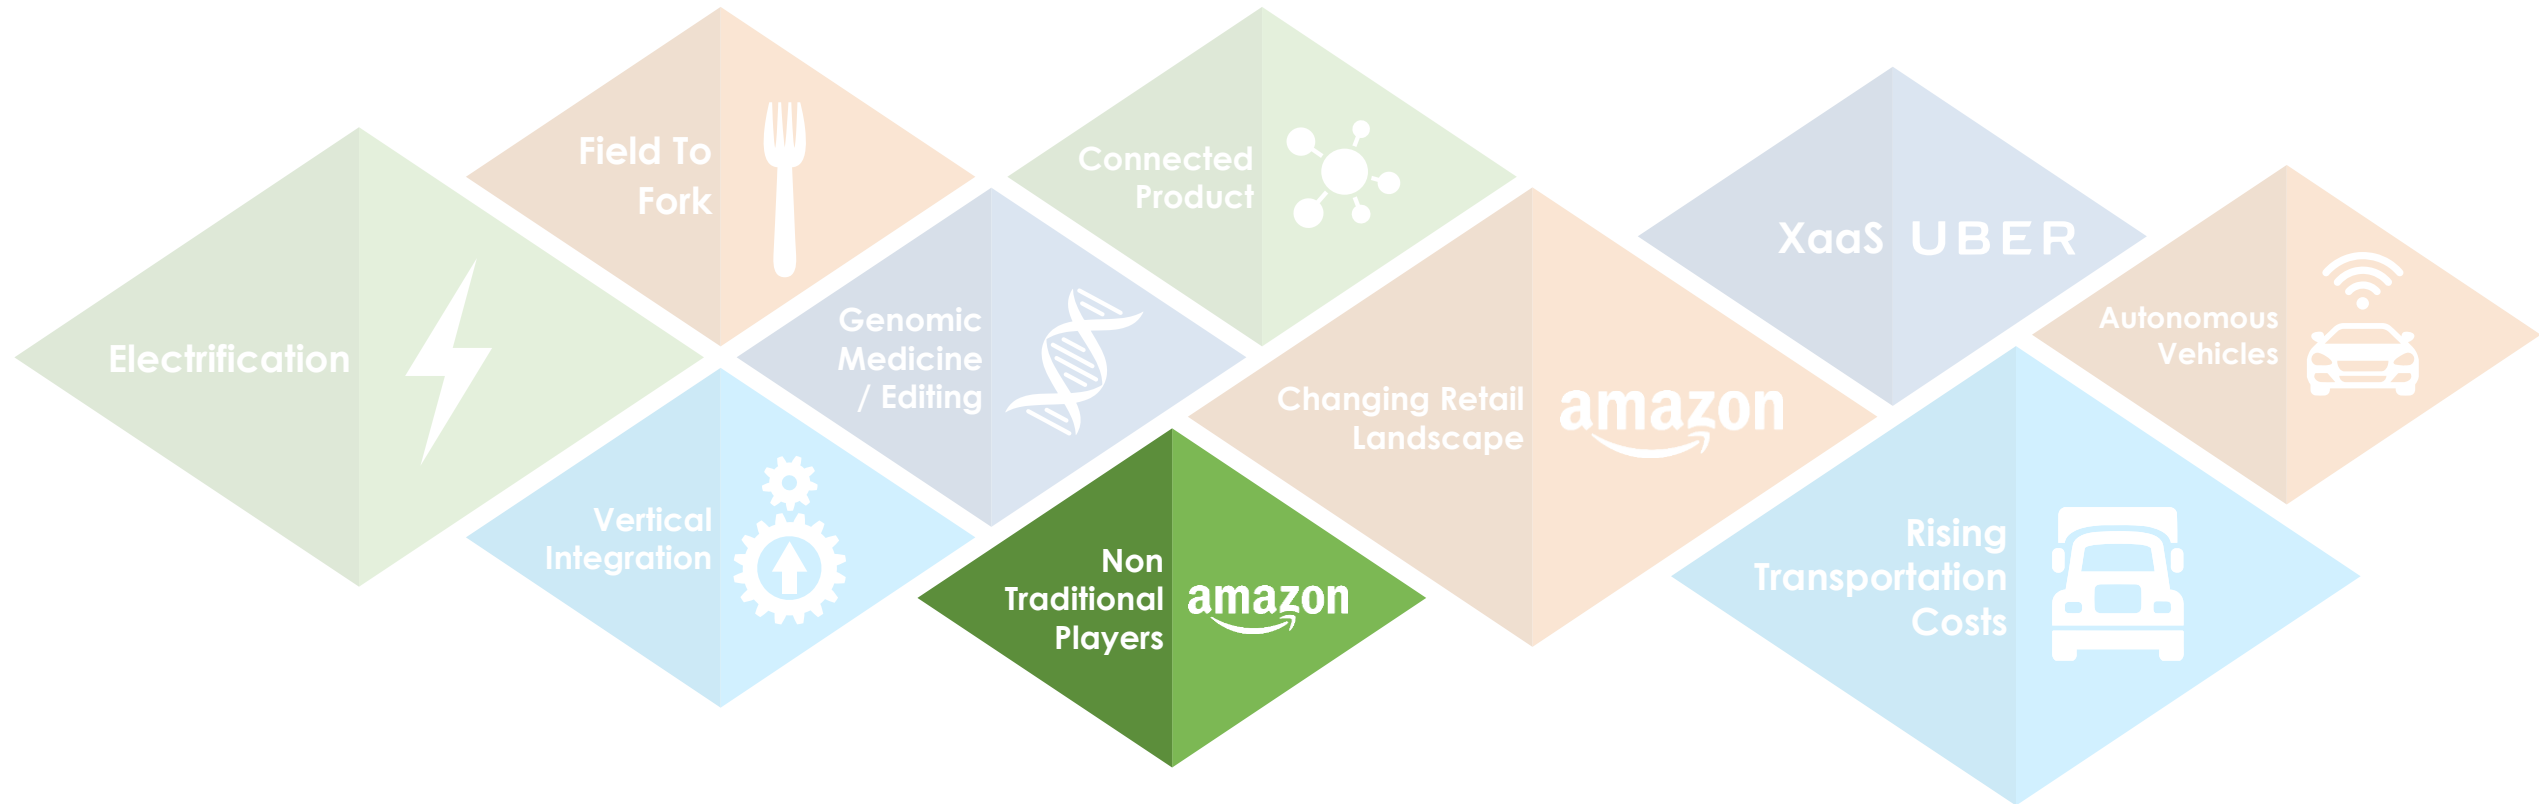 Field To
Fork
Connected
Product
XaaS UBER
Electrification
Genomic
Medicine
/ Editing
Changing Retail
Landscape
amazon
Autonomous
Vehicles
Vertical
Integration
Non
Traditional
Players
amazon
Rising
Transportation
Costs